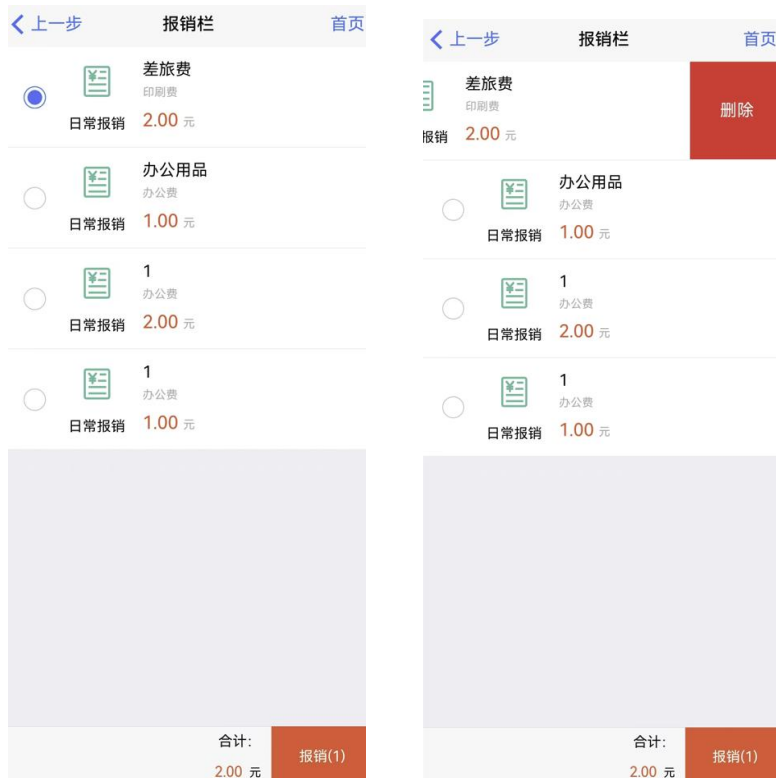 上一步 报销栏 首页
差旅费
印刷费
日常报销 2.00 元
办公用品
办公费
日常报销 1.00 元
1
办公费
日常报销 2.00 元
1
办公费
日常报销 1.00 元
合计:
报销(1)
2.00 元
上一步 报销栏 首页
差旅费
印刷费
删除
报销 2.00 元
办公用品
办公费
日常报销 1.00 元
1
办公费
日常报销 2.00 元
1
办公费
日常报销 1.00 元
合计:
报销(1)
2.00 元